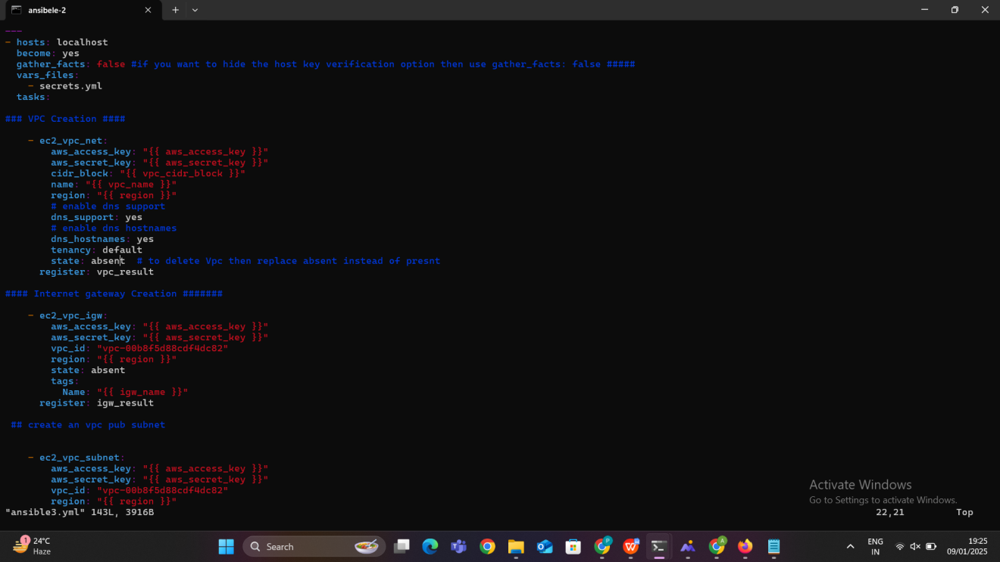 ansibele-2
---
- hosts: localhost
  become: yes
  gather_facts: false #if you want to hide the host key verification option then use gather_facts: false #####
  vars_files:
    - secrets.yml
  tasks:
### VPC Creation ####
    - ec2_vpc_net:
        aws_access_key: "{{ aws_access_key }}"
        aws_secret_key: "{{ aws_secret_key }}"
        cidr_block: "{{ vpc_cidr_block }}"
        name: "{{ vpc_name }}"
        region: "{{ region }}"
        # enable dns support
        dns_support: yes
        # enable dns hostnames
        dns_hostnames: yes
        tenancy: default
        state: absent  # to delete Vpc then replace absent instead of presnt
      register: vpc_result
#### Internet gateway Creation #######
    - ec2_vpc_igw:
        aws_access_key: "{{ aws_access_key }}"
        aws_secret_key: "{{ aws_secret_key }}"
        vpc_id: "vpc-00b8f5d88cdf4dc82"
        region: "{{ region }}"
        state: absent
        tags:
          Name: "{{ igw_name }}"
      register: igw_result
 ## create an vpc pub subnet
    - ec2_vpc_subnet:
        aws_access_key: "{{ aws_access_key }}"
        aws_secret_key: "{{ aws_secret_key }}"
        vpc_id: "vpc-00b8f5d88cdf4dc82"
        region: "{{ region }}"
"ansible3.yml" 143L, 3916B
22,21
Top
Activate Windows
Go to Settings to activate Windows.
1
24°C
Haze
Search
P
W
A
ENG
IN
19:25
09/01/2025